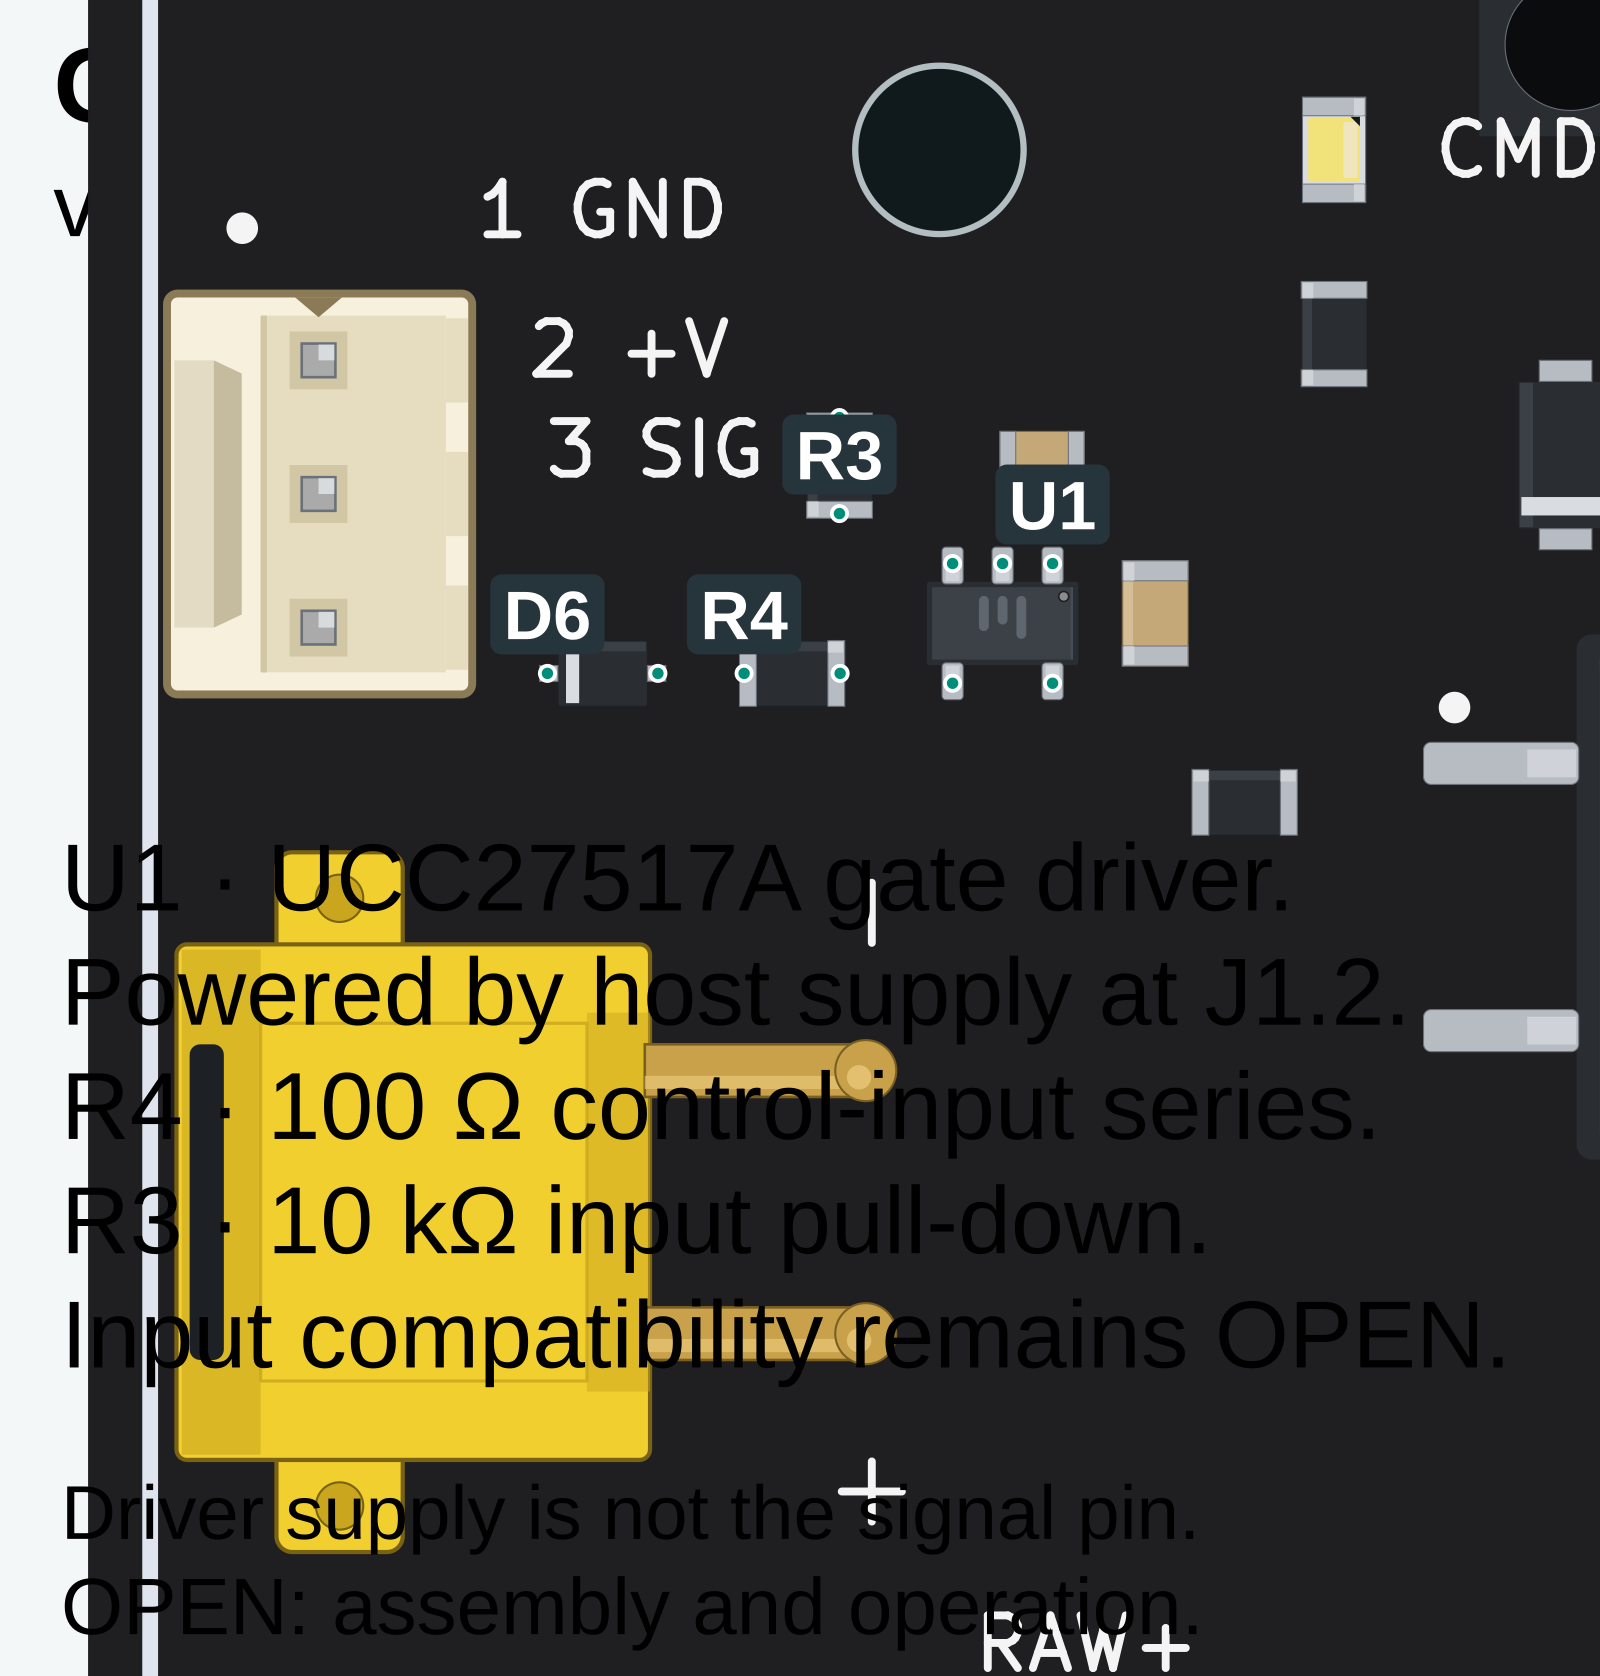 CMD
1 GND
2 +V
3 SIG
R3
U1
D6
R4
U1 · UCC27517A gate driver.
Powered by host supply at J1.2.
R4 · 100 Ω control-input series.
R3 · 10 kΩ input pull-down.
Input compatibility remains OPEN.
+
Driver supply is not the signal pin.
OPEN: assembly and operation.
RAW+